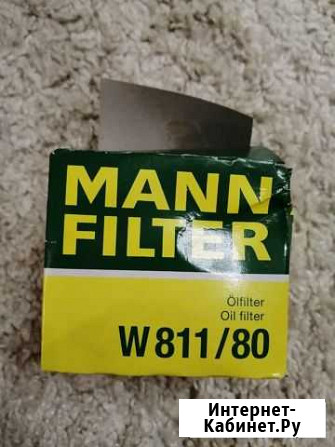 MANN
FILTER
Ölfilter
Oil filter
W 811/80
Интернет-
Кабинет.Ру